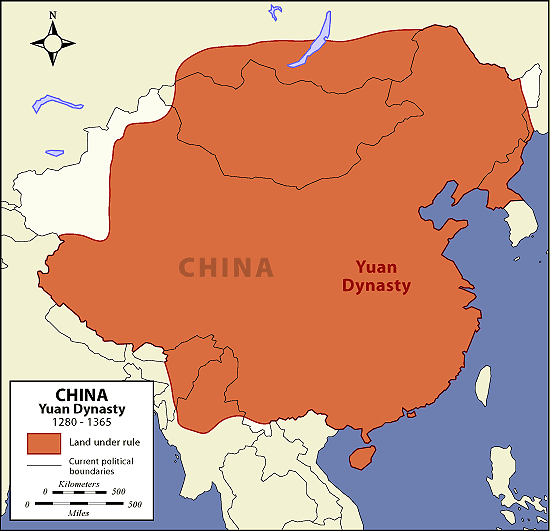 N
CHINA
Yuan
Dynasty
CHINA
Yuan Dynasty
1280 - 1365
Land under rule
Current political
boundaries
Kilometers
0 500
0 500
Miles